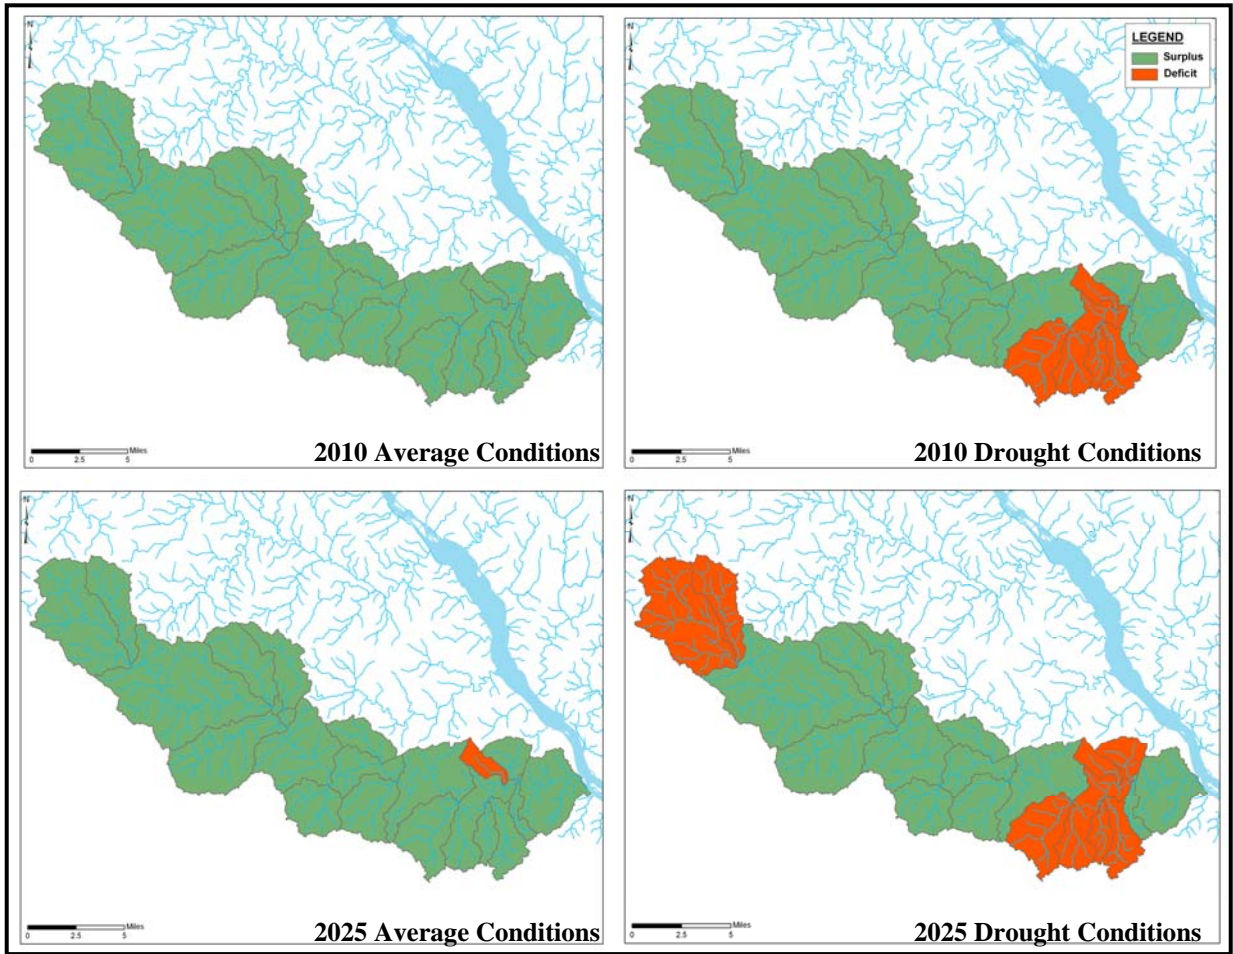 N
N
LEGEND
Surplus
Deficit
Miles
0 2.5 5
2010 Average Conditions
Miles
0 2.5 5
2010 Drought Conditions
N
N
Miles
0 2.5 5
2025 Average Conditions
Miles
0 2.5 5
2025 Drought Conditions